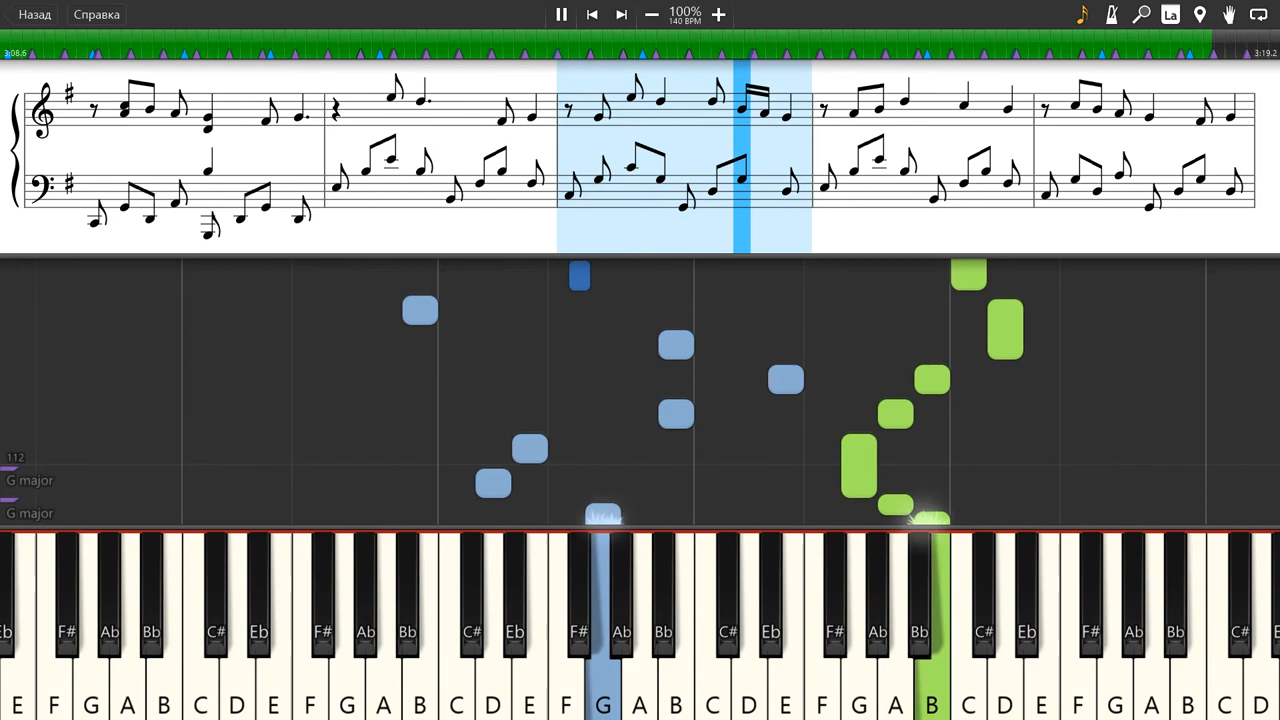 Назад Справка 100% La
140 BPM
3:08.6 3:19.2
112
G major
G major
Eb F# Ab Bb C# Eb F# Ab Bb C# Eb F# Ab Bb C# Eb F# Ab Bb C# Eb F# Ab Bb C# E
E F G A B C D E F G A B C D E F G A B C D E F G A B C D E F G A B C D